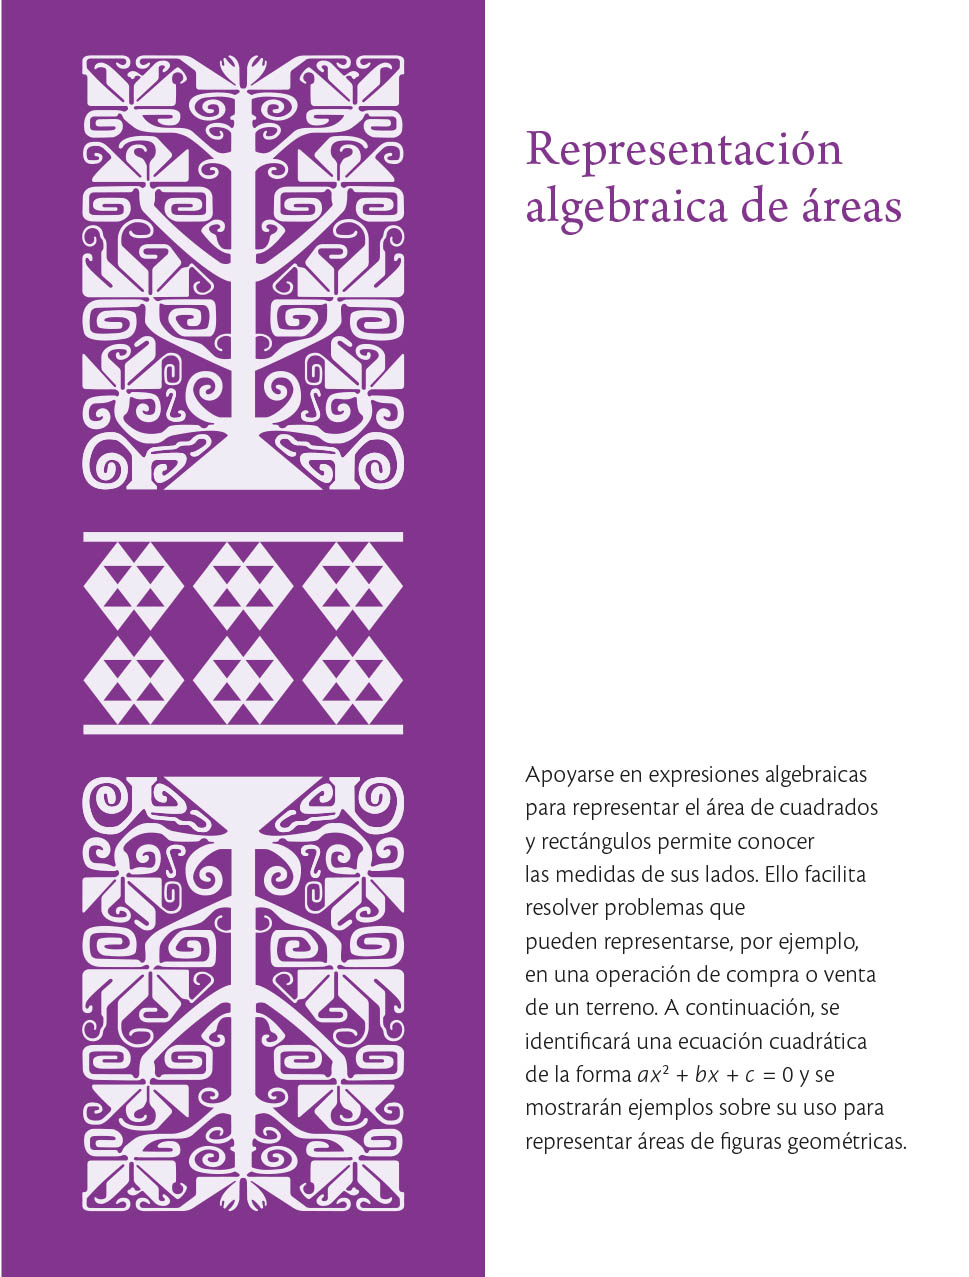 Representación
algebraica de áreas
Apoyarse en expresiones algebraicas
para representar el área de cuadrados
y rectángulos permite conocer
las medidas de sus lados. Ello facilita
resolver problemas que
pueden representarse, por ejemplo,
en una operación de compra o venta
de un terreno. A continuación, se
identificará una ecuación cuadrática
de la forma ax² + bx + c = 0 y se
mostrarán ejemplos sobre su uso para
representar áreas de figuras geométricas.